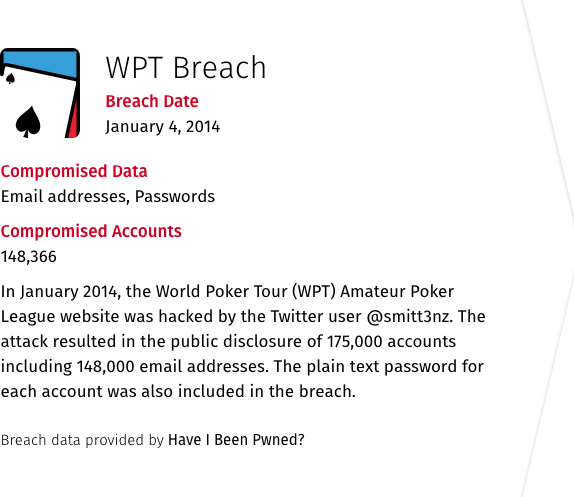 WPT Breach
Breach Date
January 4, 2014
Compromised Data
Email addresses, Passwords
Compromised Accounts
148,366
In January 2014, the World Poker Tour (WPT) Amateur Poker
League website was hacked by the Twitter user @smitt3nz. The
attack resulted in the public disclosure of 175,000 accounts
including 148,000 email addresses. The plain text password for
each account was also included in the breach.
Breach data provided by Have I Been Pwned?